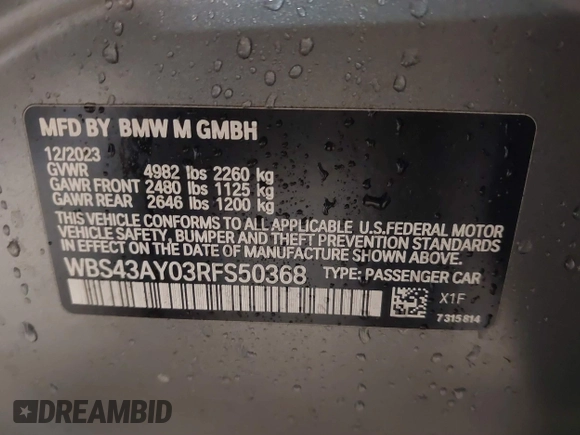 MFD BY BMW M GMBH
12/2023
GVWR 4982 lbs 2260 kg
GAWR FRONT 2480 lbs 1125 kg
GAWR REAR 2646 lbs 1200 kg
THIS VEHICLE CONFORMS TO ALL APPLICABLE U.S.FEDERAL MOTOR
VEHICLE SAFETY, BUMPER AND THEFT PREVENTION STANDARDS
IN EFFECT ON THE DATE OF MANUFACTURE SHOWN ABOVE.
WBS43AY03RFS50368 TYPE: PASSENGER CAR
X1F
7315814
DREAMBID